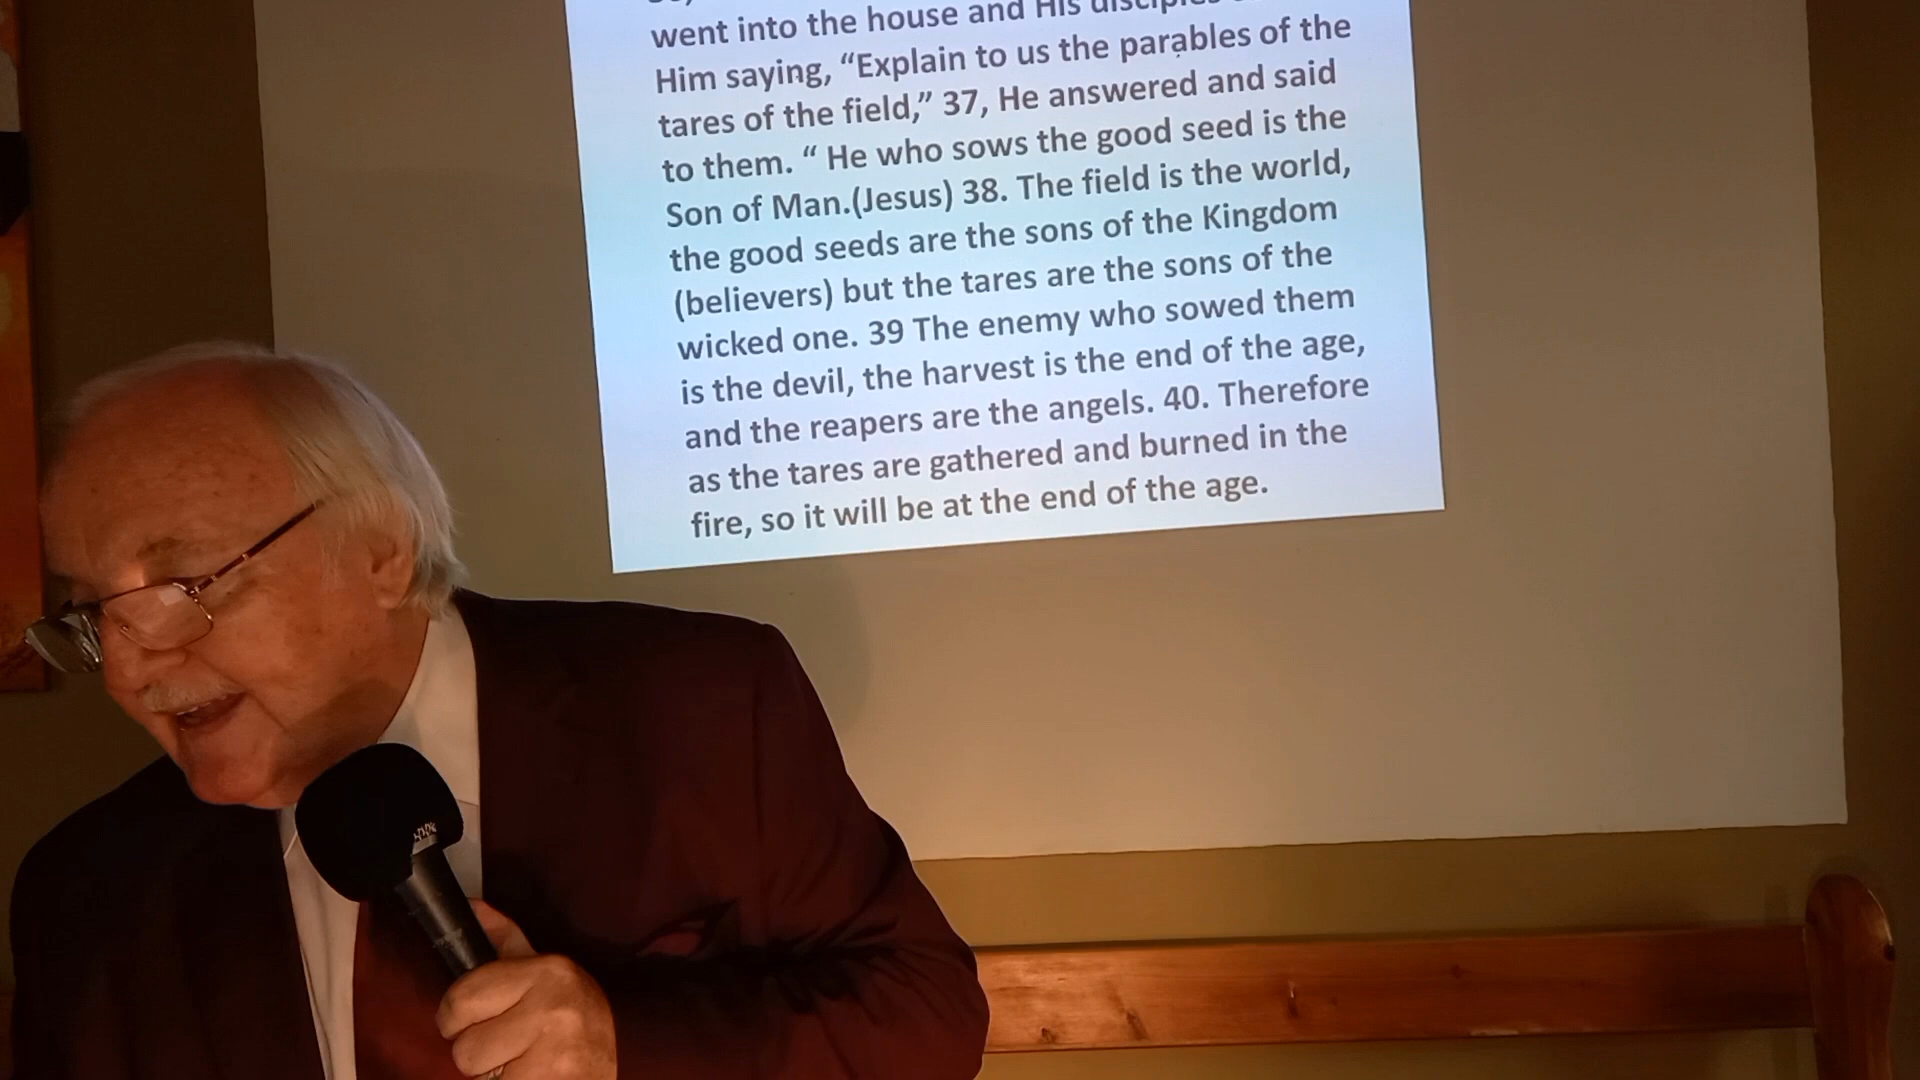 went into the house and His disciples
Him saying, “Explain to us the parables of the
tares of the field,” 37, He answered and said
to them. “ He who sows the good seed is the
Son of Man.(Jesus) 38. The field is the world,
the good seeds are the sons of the Kingdom
(believers) but the tares are the sons of the
wicked one. 39 The enemy who sowed them
is the devil, the harvest is the end of the age,
and the reapers are the angels. 40. Therefore
as the tares are gathered and burned in the
fire, so it will be at the end of the age.